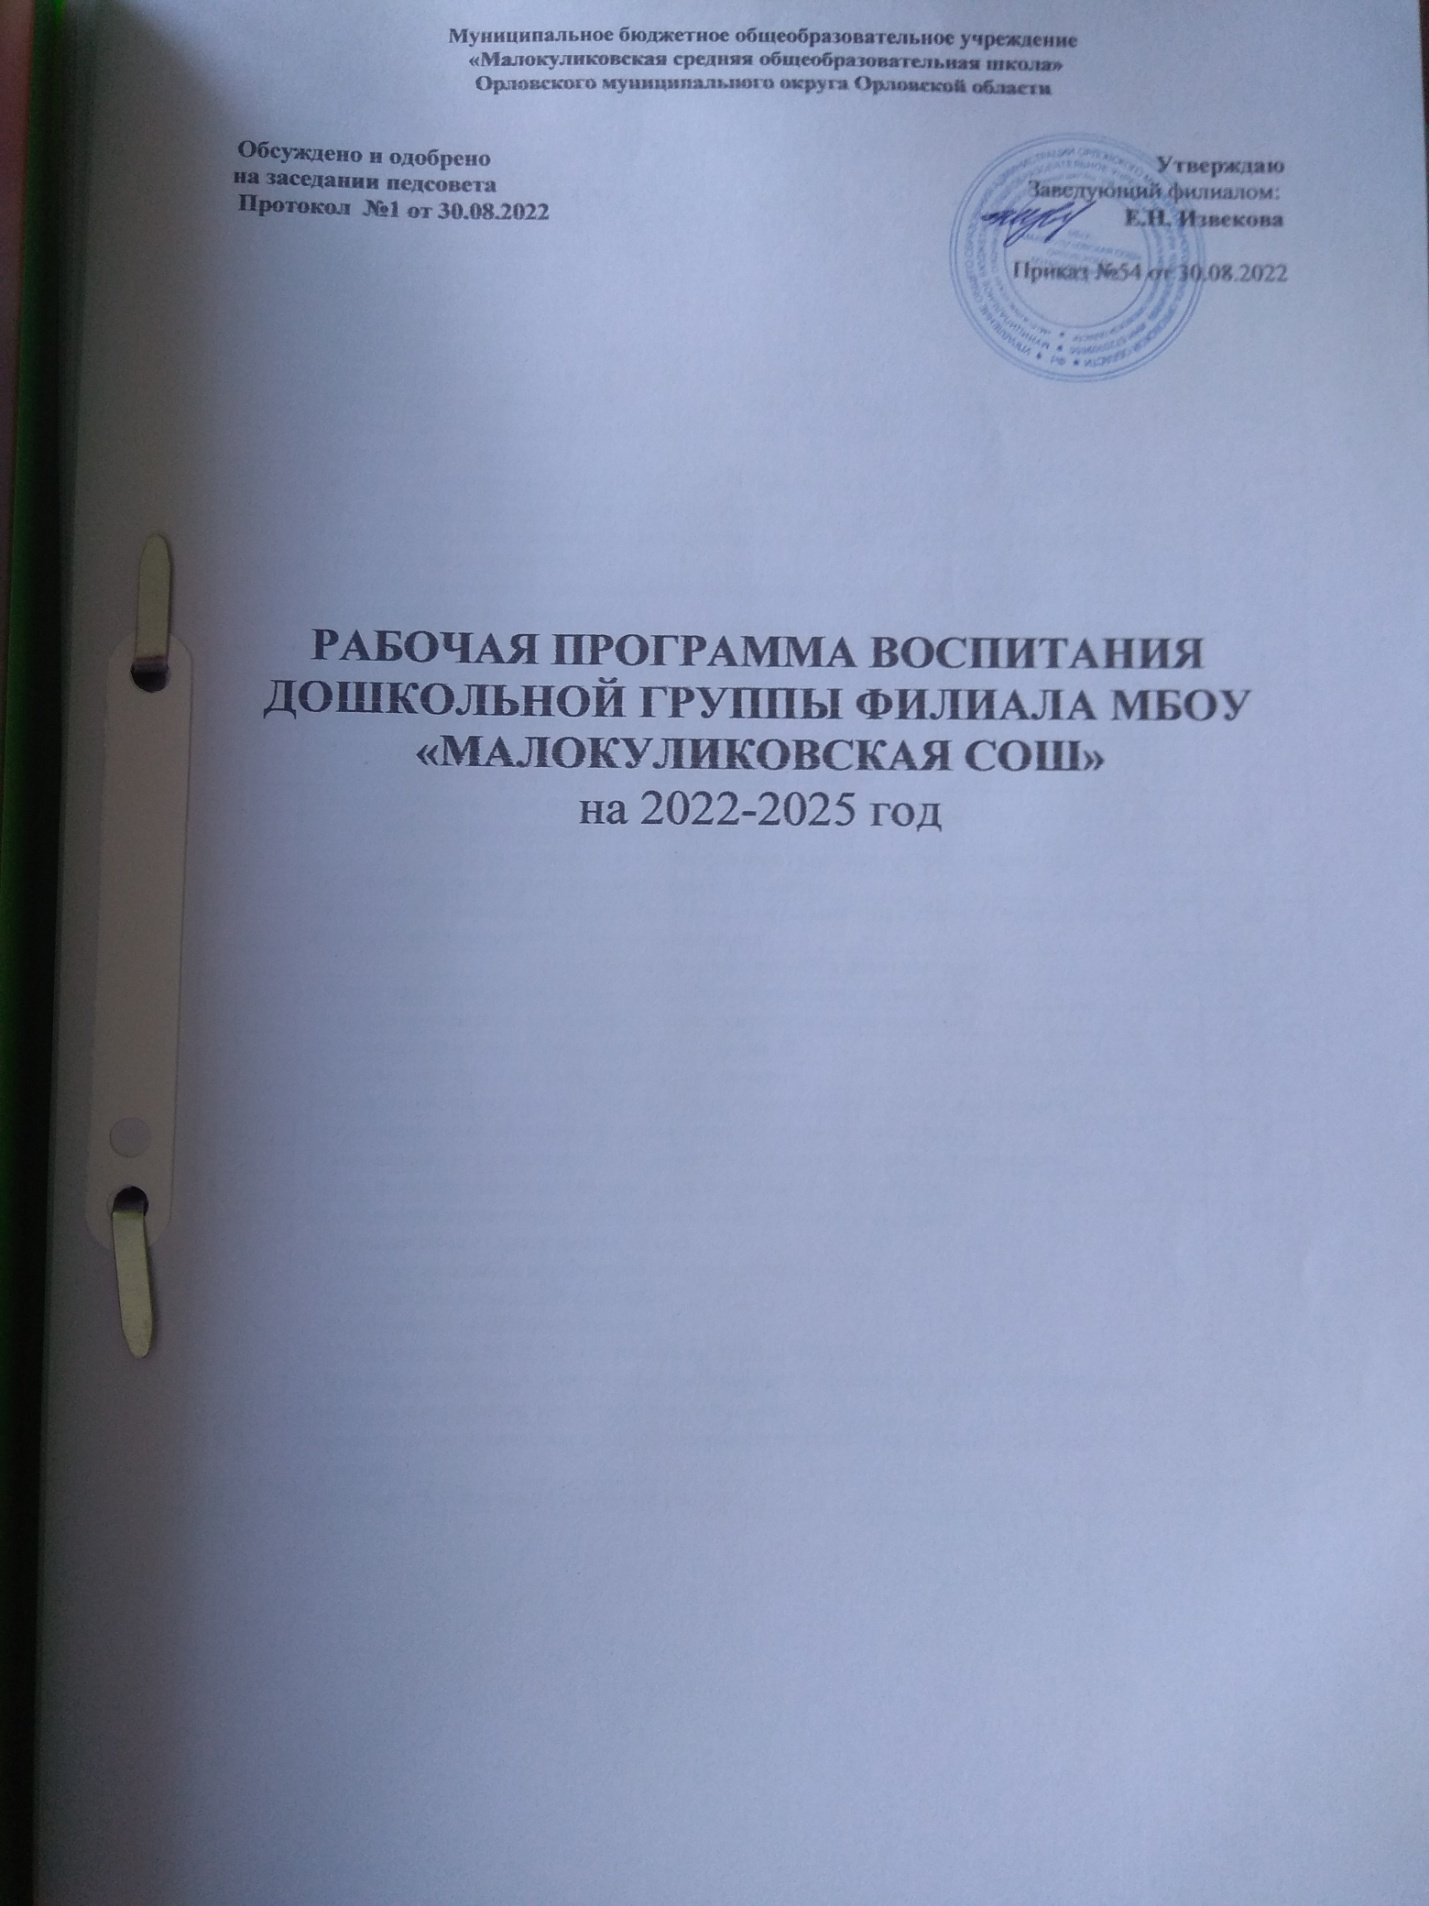 Муниципальное бюджетное общеобразовательное учреждение
«Малокуликовская средняя общеобразовательная школа»
Орловского муниципального округа Орловской области
Обсуждено и одобрено
на заседании педсовета
Протокол №1 от 30.08.2022
Утверждаю
Заведующий филиалом:
Е.Н. Извекова
Приказ №54 от 30.08.2022
РАБОЧАЯ ПРОГРАММА ВОСПИТАНИЯ
ДОШКОЛЬНОЙ ГРУППЫ ФИЛИАЛА МБОУ
«МАЛОКУЛИКОВСКАЯ СОШ»
на 2022-2025 год